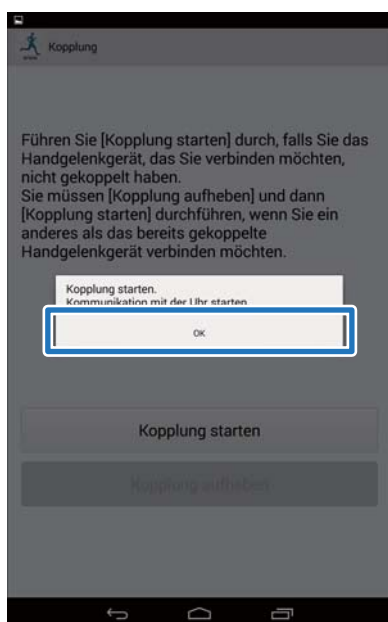 Kopplung
Führen Sie [Kopplung starten] durch, falls Sie das
Handgelenkgerät, das Sie verbinden möchten,
nicht gekoppelt haben.
Sie müssen [Kopplung aufheben] und dann
[Kopplung starten] durchführen, wenn Sie ein
anderes als das bereits gekoppelte
Handgelenkgerät verbinden möchten.
Kopplung starten.
Kommunikation mit der Uhr starten
OK
Kopplung starten
Kopplung aufheben